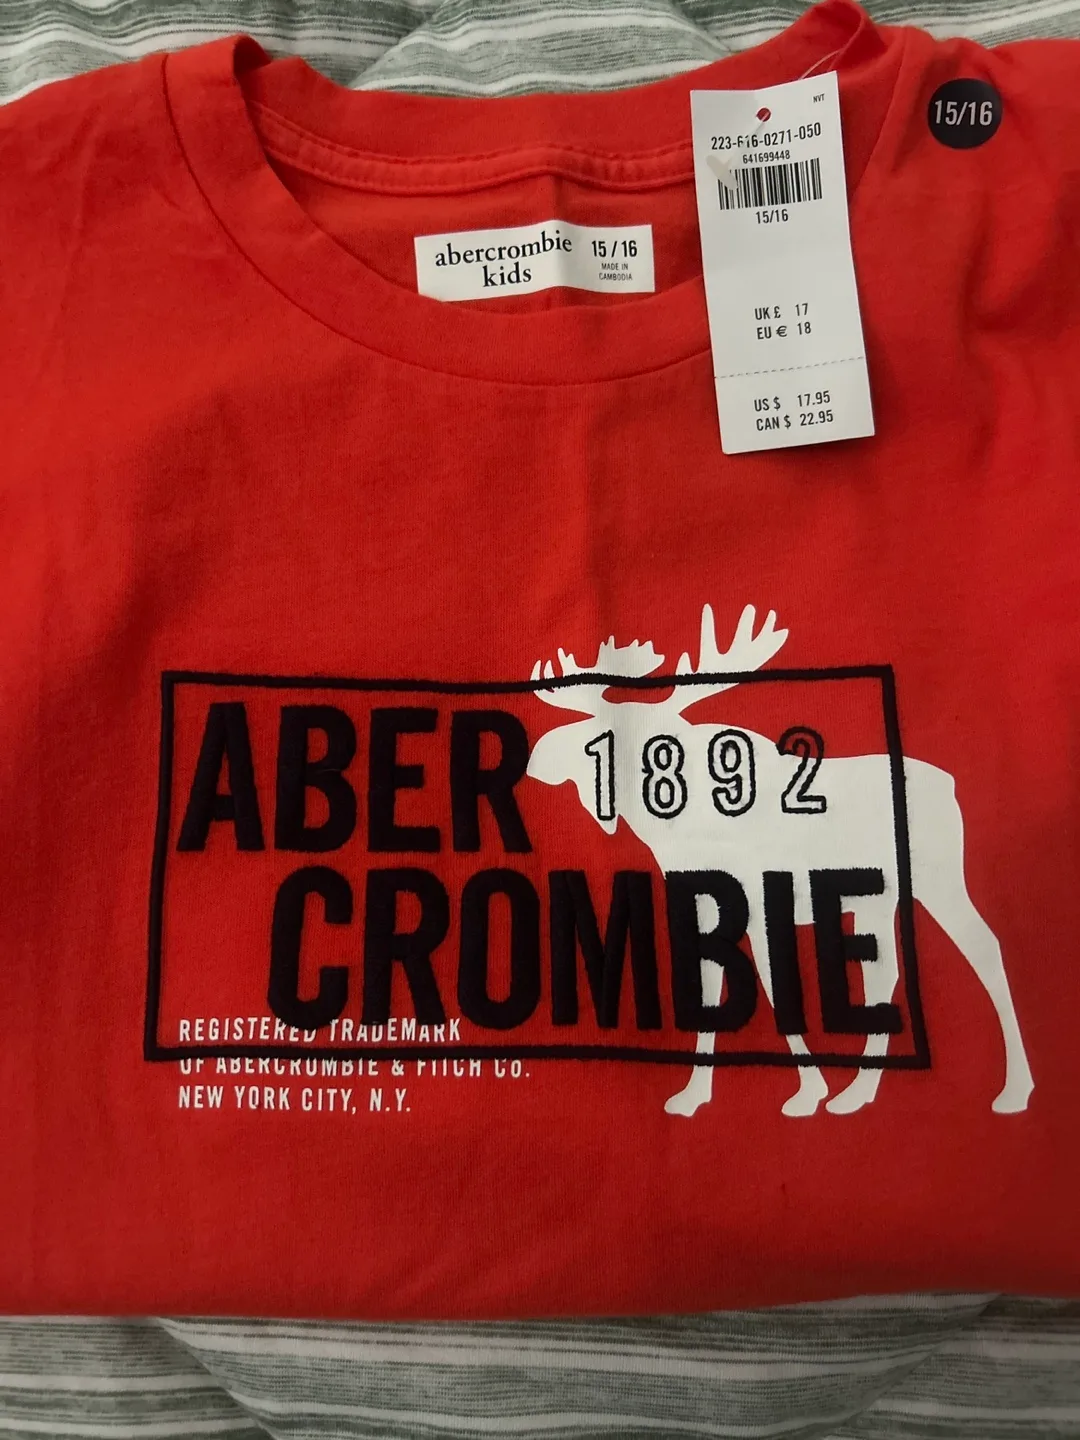 NVT
223-616-0271-050
641699448
15/16
UK £ 17
EU € 18
US $ 17.95
CAN $ 22.95
15/16
abercrombie
kids
15 / 16
MADE IN
CAMBODIA
ABER
1892
CROMBIE
REGISTERED TRADEMARK
OF ABERCROMBIE & FITCH CO.
NEW YORK CITY, N.Y.